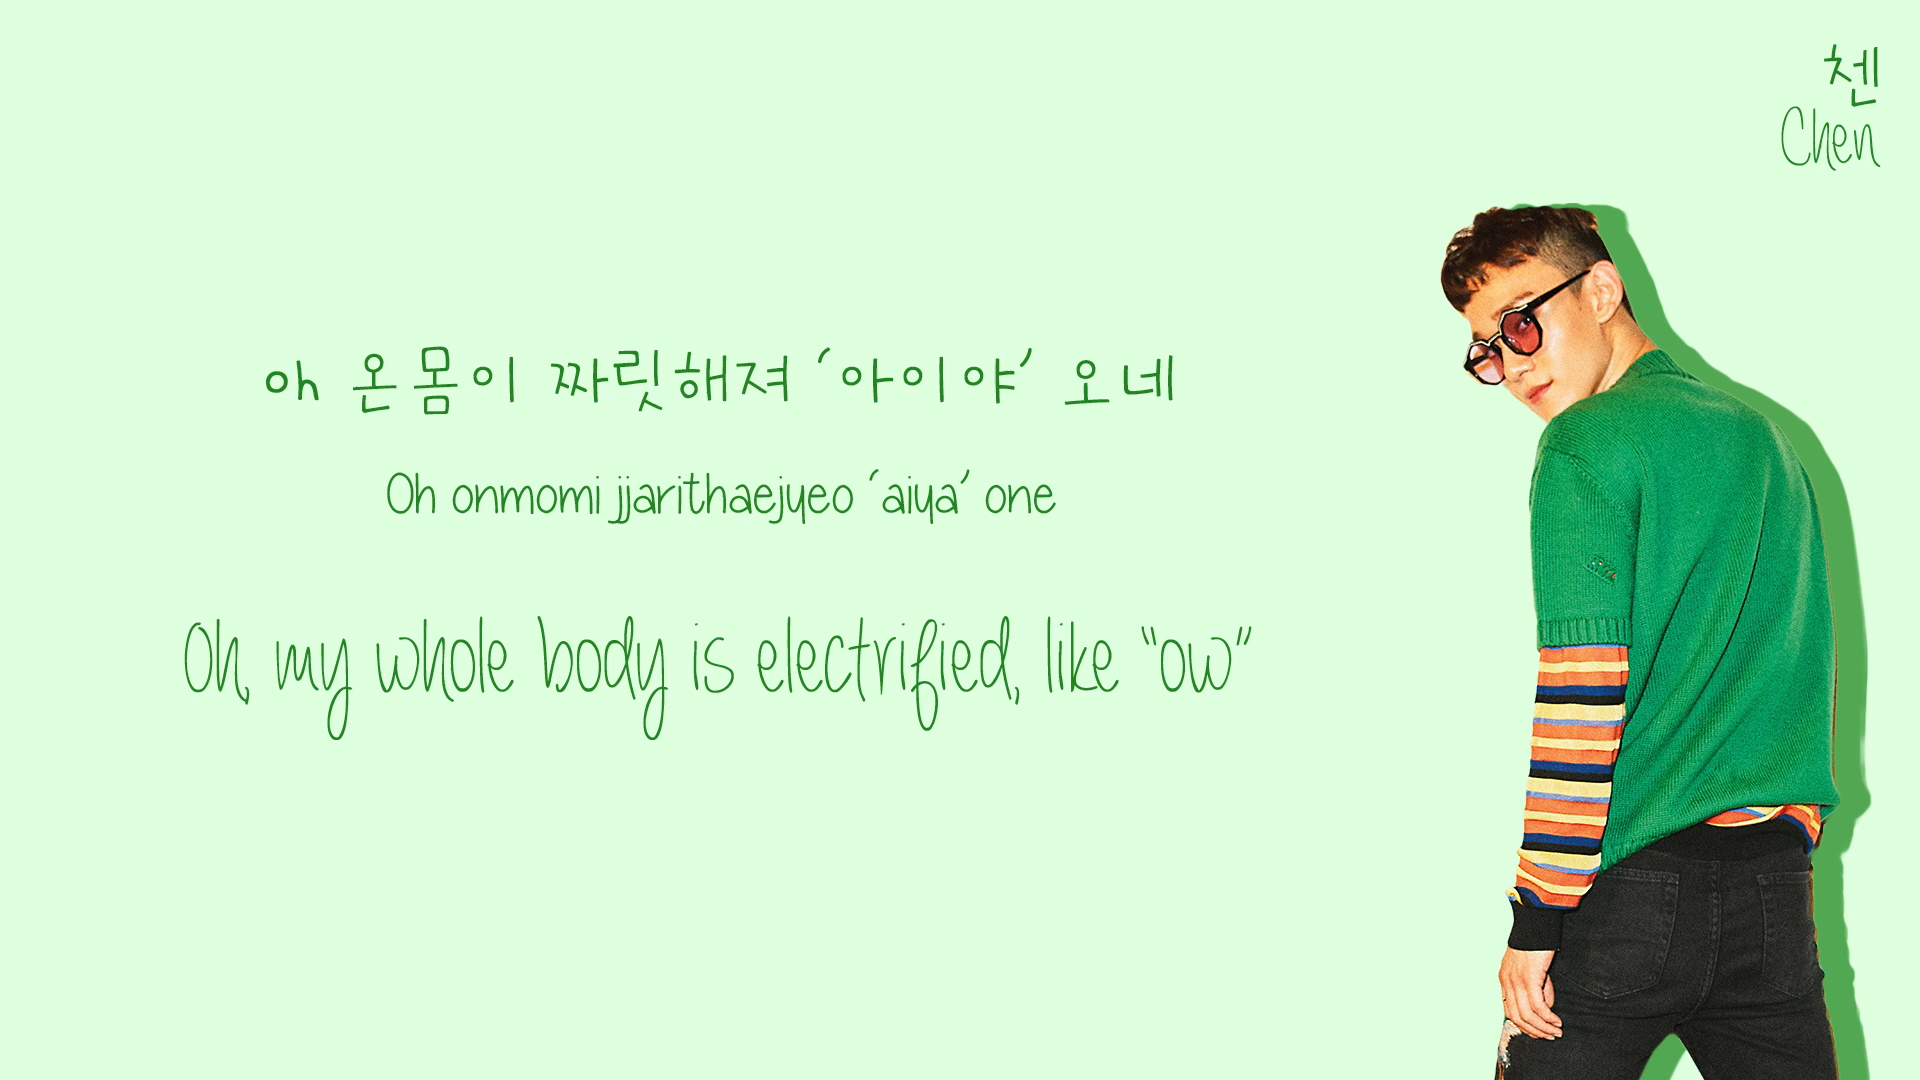 첸
Chen
oh 온몸이 짜릿해져 ‘아이야’ 오네
Oh onmomi jjarithaejyeo ‘aiya’ one
Oh, my whole body is electrified, like “ow”